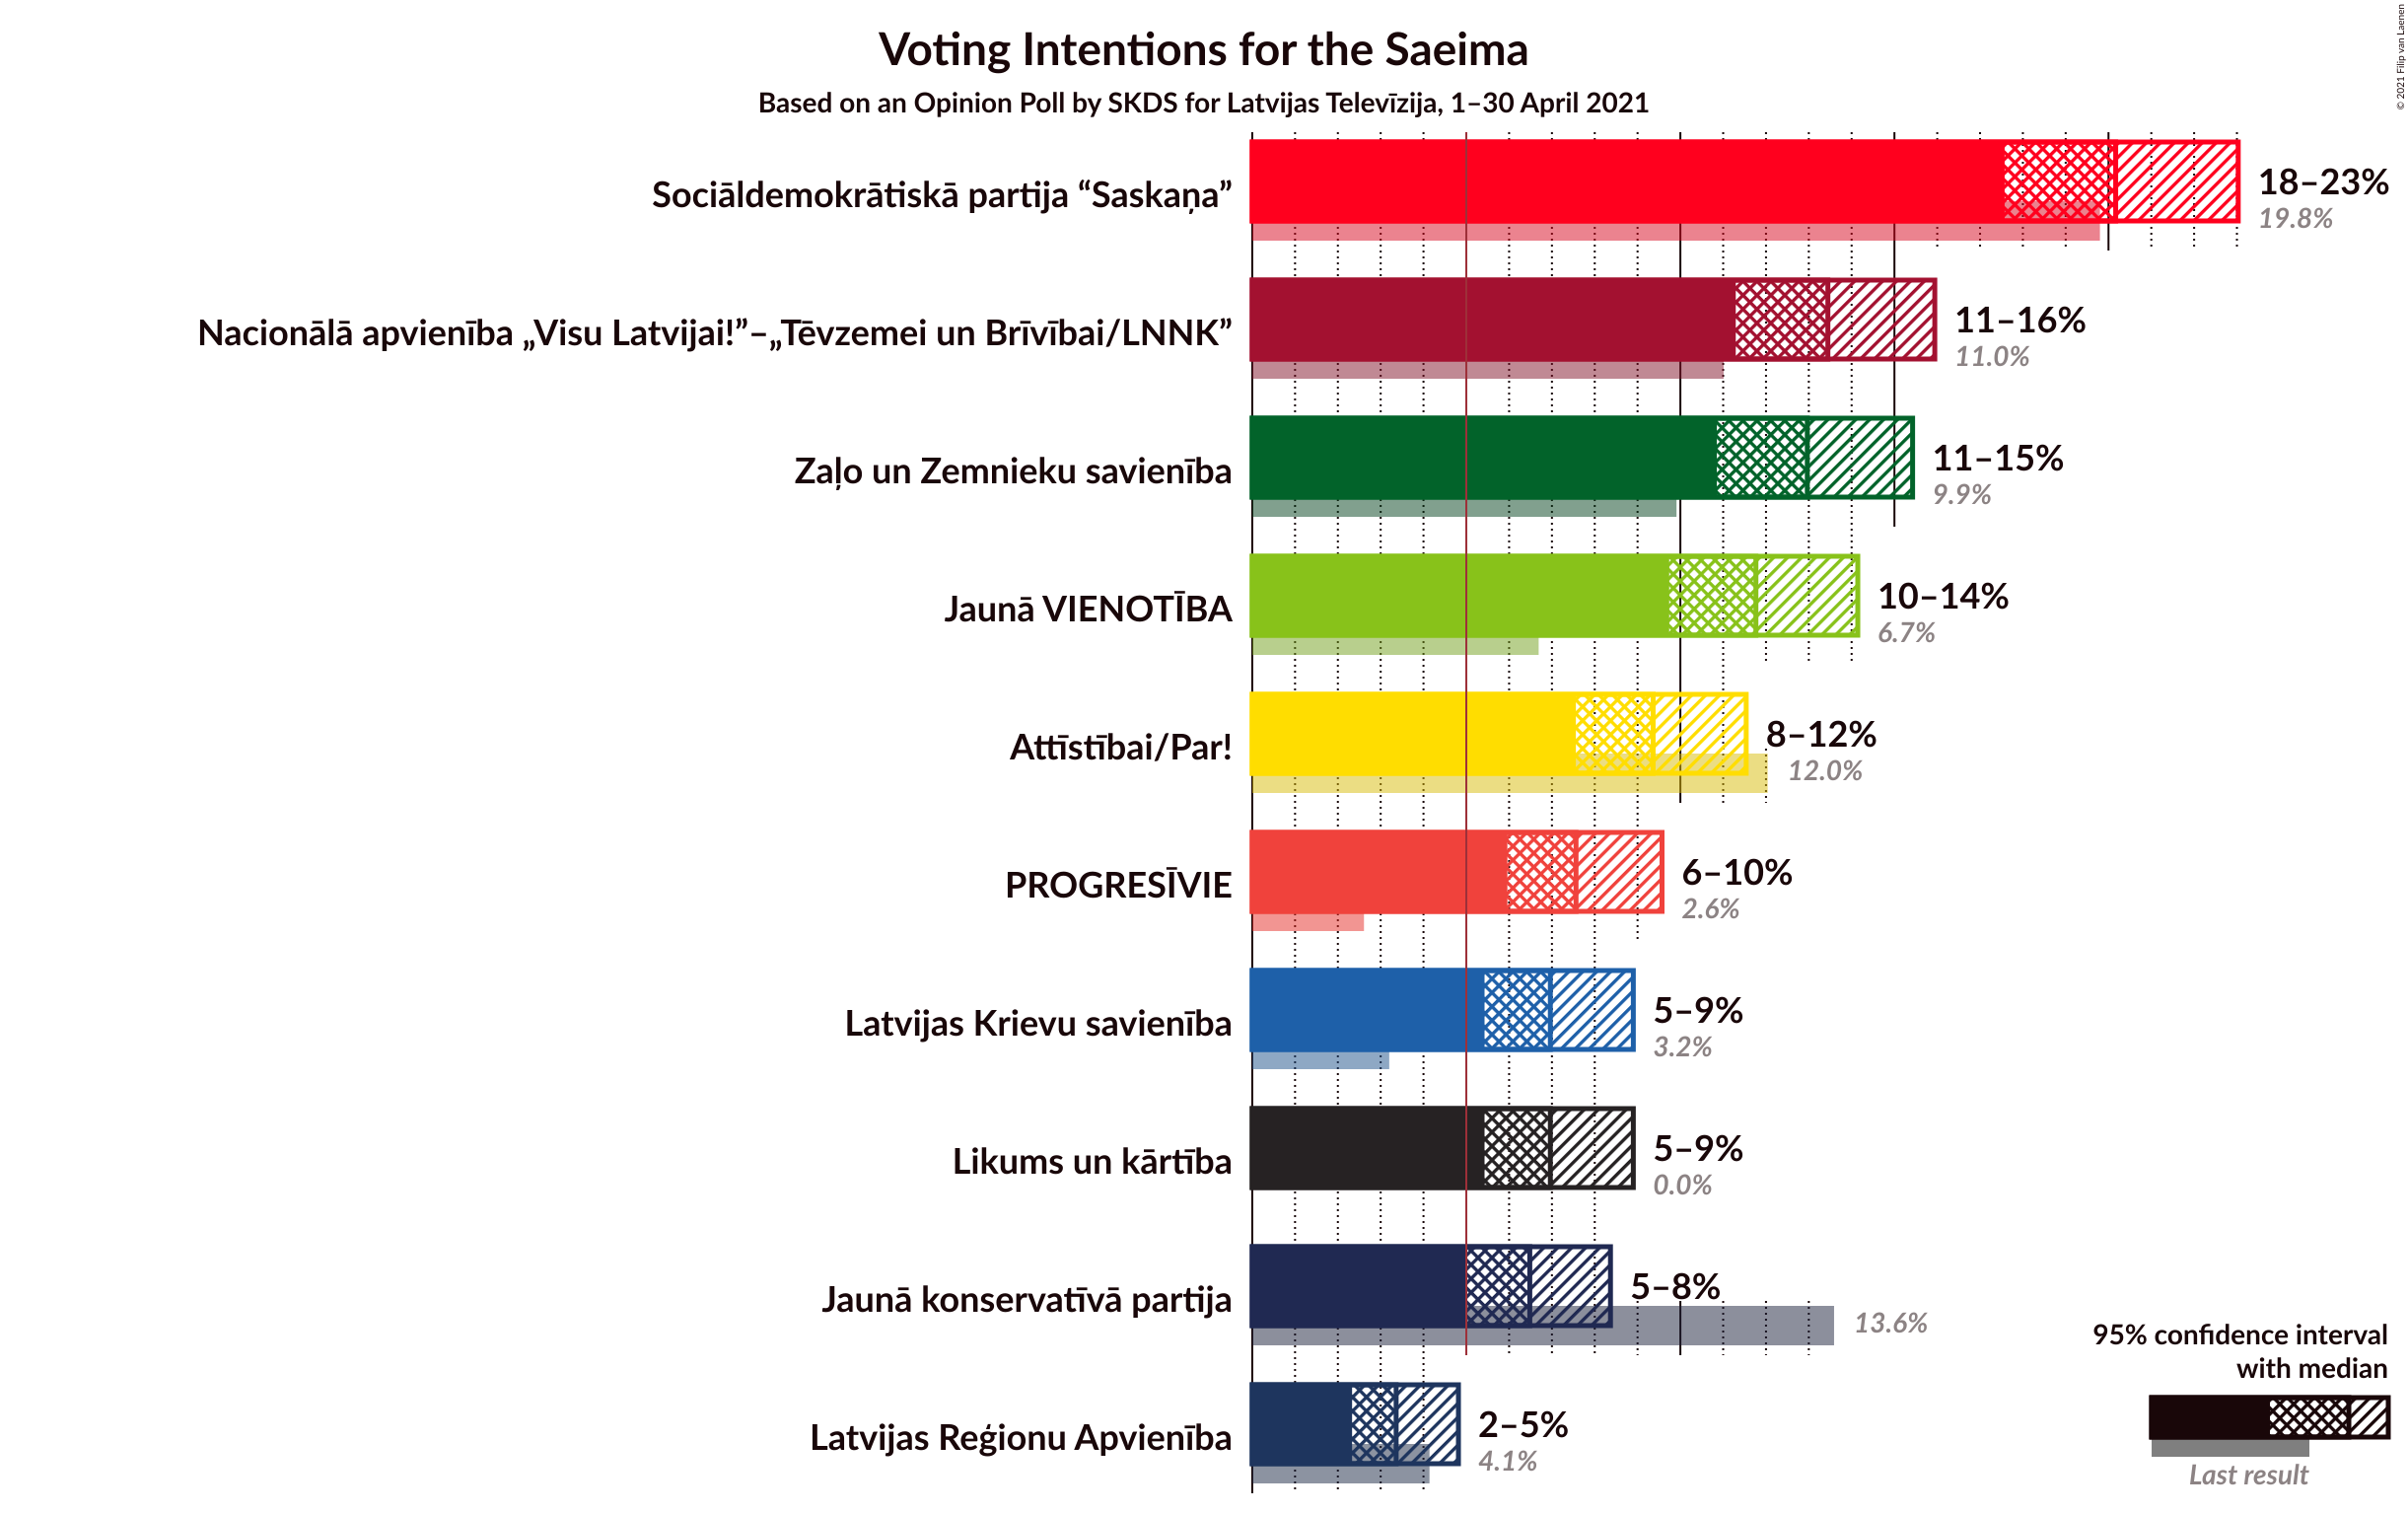 Voting Intentions for the Saeima
Based on an Opinion Poll by SKDS for Latvijas Televīzija, 1–30 April 2021
© 2021 Filip van Laenen
Sociāldemokrātiskā partija “Saskaņa”
18–23%
19.8%
Nacionālā apvienība „Visu Latvijai!”–„Tēvzemei un Brīvībai/LNNK”
11–16%
11.0%
Zaļo un Zemnieku savienība
11–15%
9.9%
Jaunā VIENOTĪBA
10–14%
6.7%
Attīstībai/Par!
8–12%
12.0%
PROGRESĪVIE
6–10%
2.6%
Latvijas Krievu savienība
5–9%
3.2%
Likums un kārtība
5–9%
0.0%
Jaunā konservatīvā partija
5–8%
13.6%
Latvijas Reģionu Apvienība
2–5%
4.1%
95% confidence interval
with median
Last result